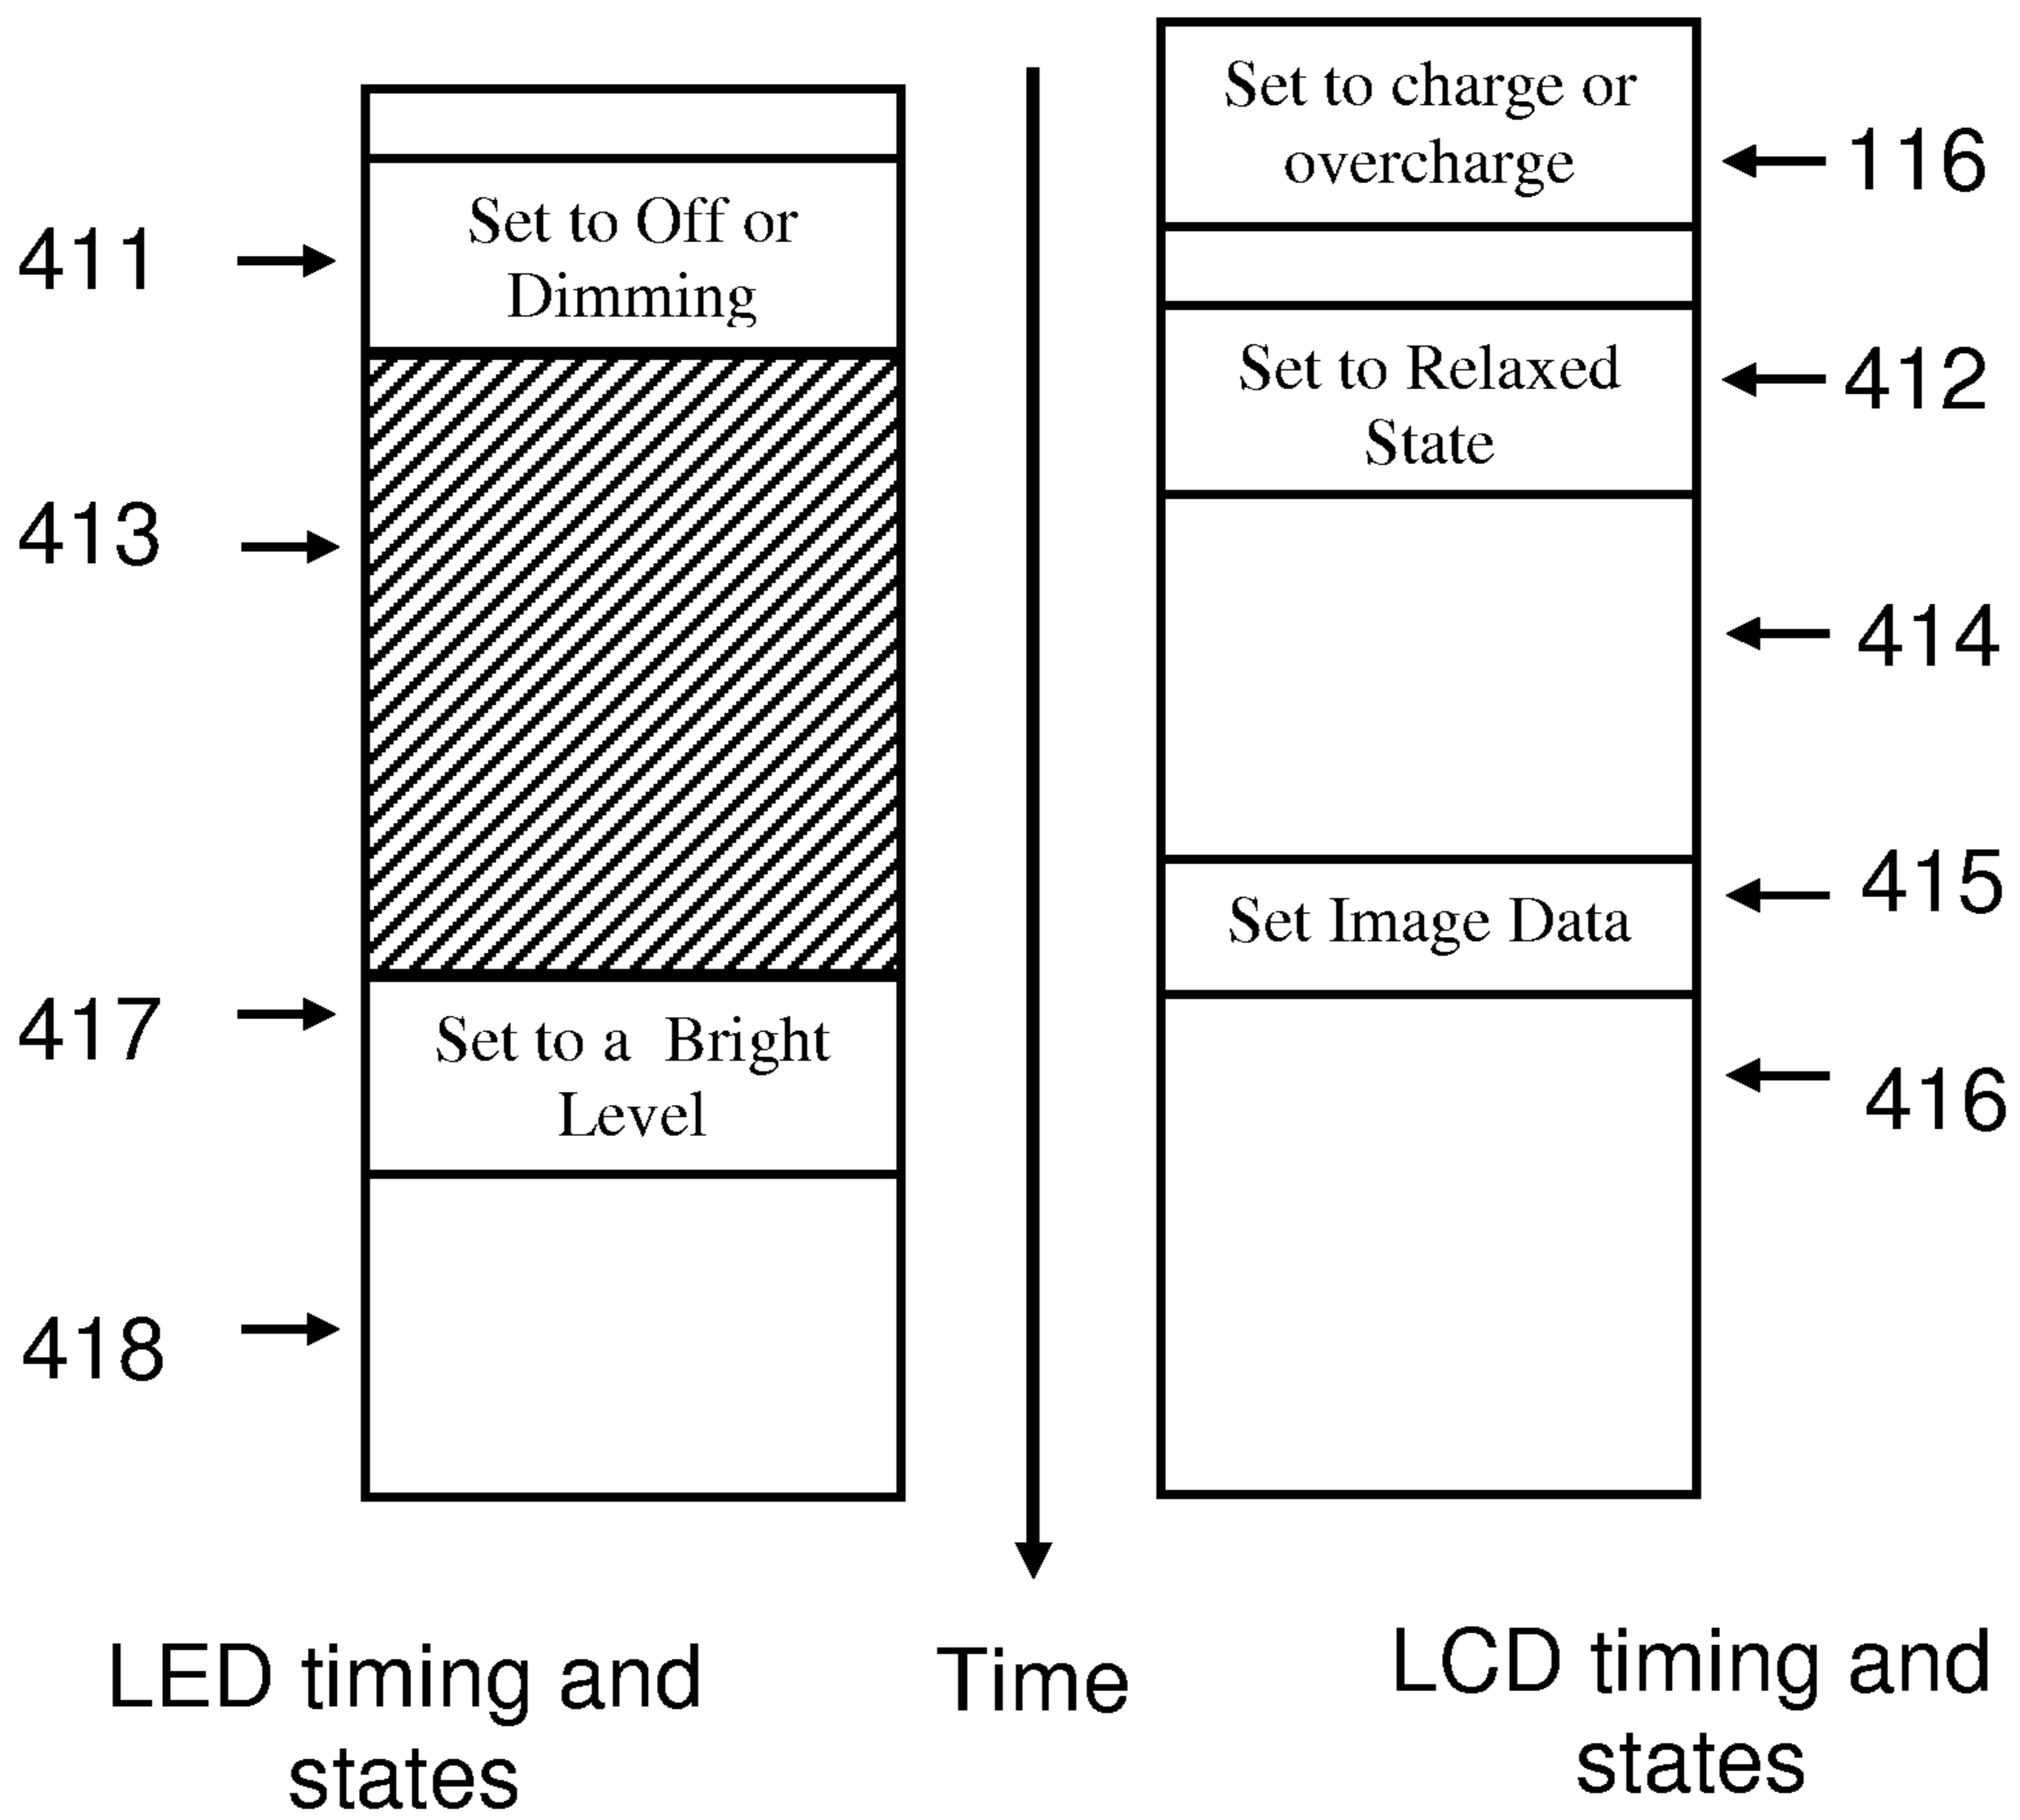 Set to charge or
overcharge
116
Set to Off or
Dimming
411
Set to Relaxed
State
412
413
414
415
Set Image Data
417
Set to a Bright
Level
416
418
LED timing and
states
Time
LCD timing and
states